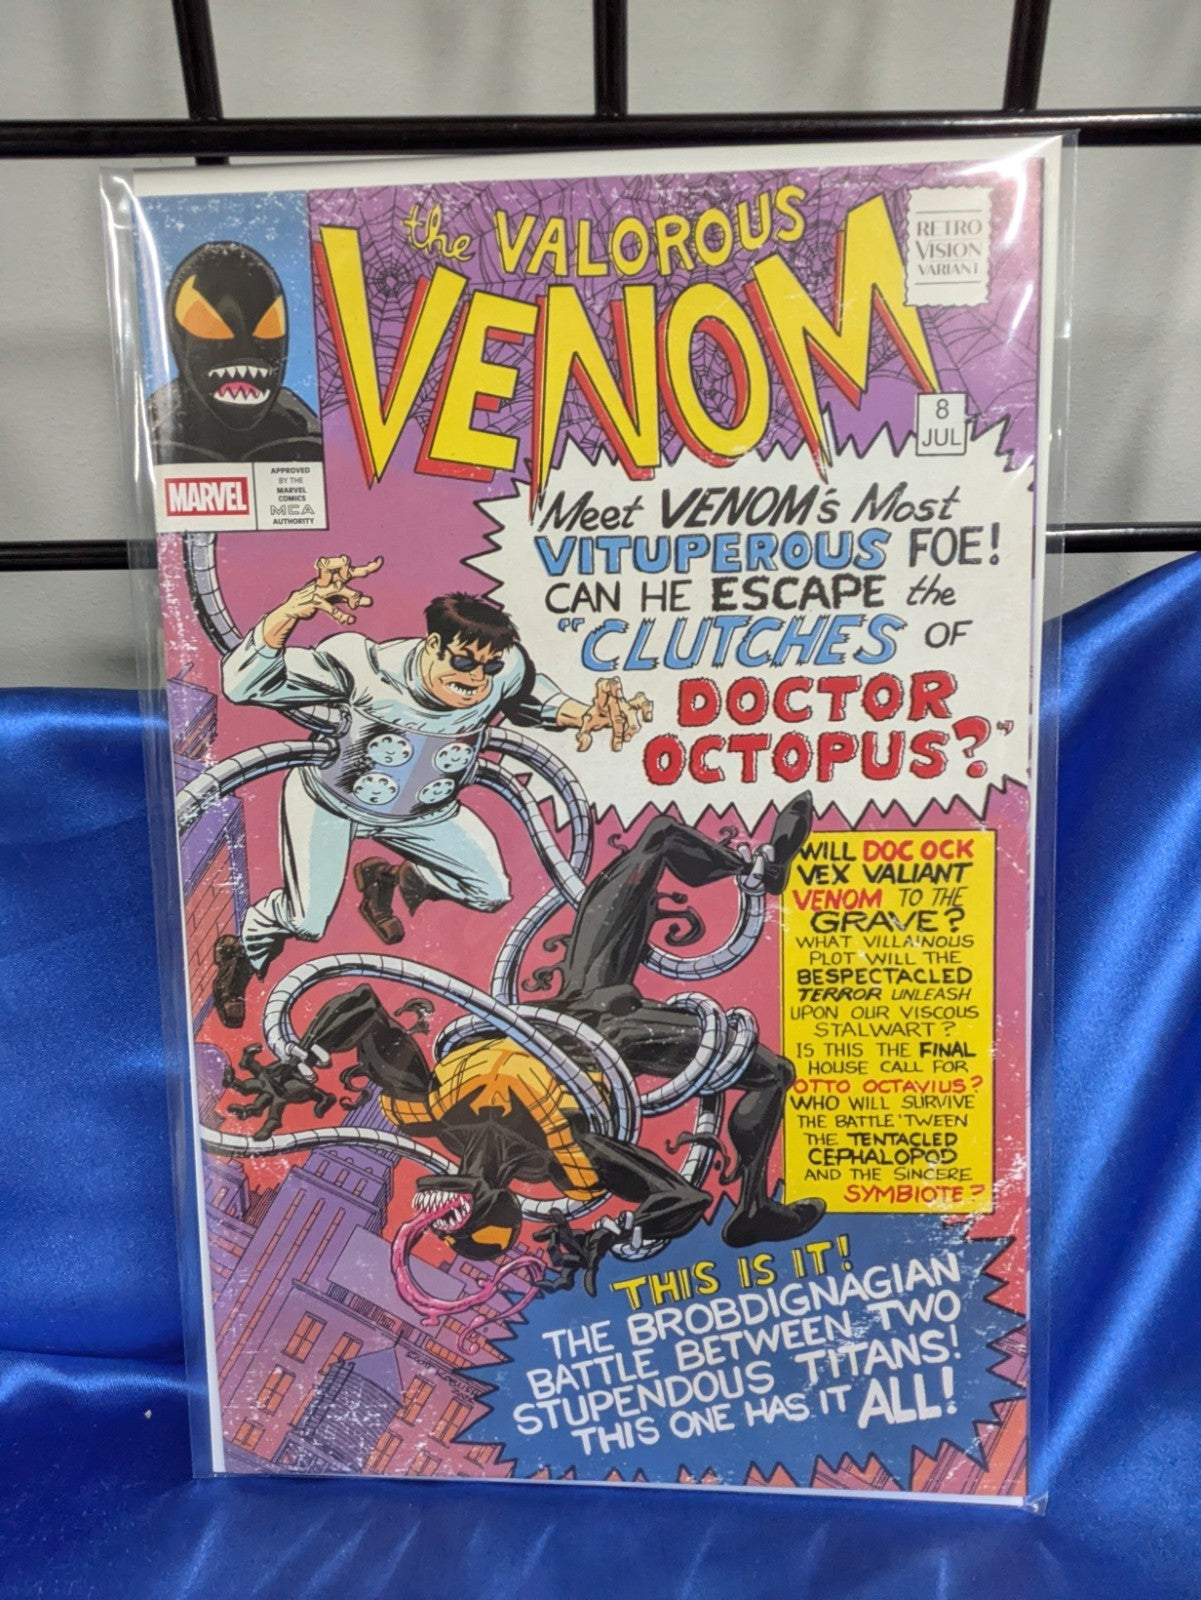 the VALOROUS
VENOM
RETRO
VISION
VARIANT
8
JUL
MARVEL
APPROVED
BY THE
MARVEL
COMICS
MCA
AUTHORITY
Meet VENOM's Most
VITUPEROUS FOE!
CAN HE ESCAPE the
"CLUTCHES OF
DOCTOR
OCTOPUS?"
WILL DOC OCK
VEX VALIANT
VENOM TO THE
GRAVE?
WHAT VILLAINOUS
PLOT WILL THE
BESPECTACLED
TERROR UNLEASH
UPON OUR VISCOUS
STALWART?
IS THIS THE FINAL
HOUSE CALL FOR
OTTO OCTAVIUS?
WHO WILL SURVIVE
THE BATTLE 'TWEEN
THE TENTACLED
CEPHALOPOD
AND THE SINCERE
SYMBIOTE?
THIS IS IT!
THE BROBDIGNAGIAN
BATTLE BETWEEN TWO
STUPENDOUS TITANS!
THIS ONE HAS IT ALL!